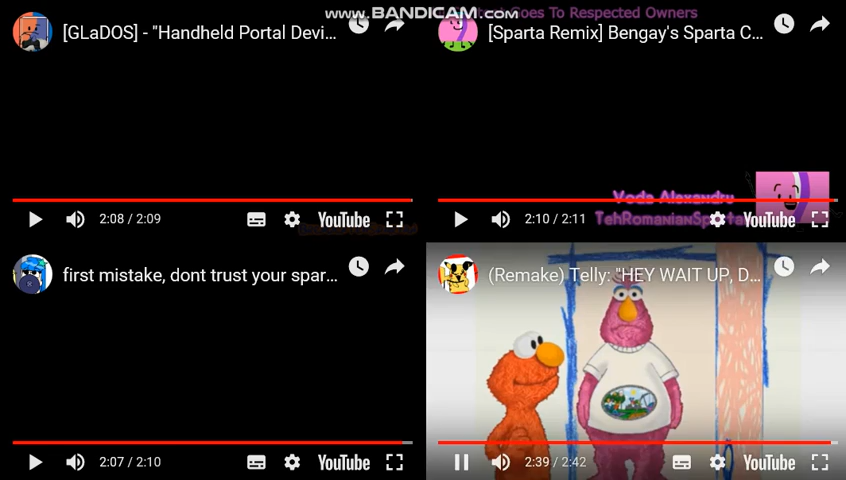 www.BANDICAM.com
Goes To Respected Owners
[GLaDOS] - "Handheld Portal Devi...
[Sparta Remix] Bengay's Sparta C...
Yoda Alexandru
TehRomanianSparta
2:08 / 2:09
YouTube
2:10 / 2:11
YouTube
first mistake, dont trust your spar...
(Remake) Telly: "HEY WAIT UP, D...
2:07 / 2:10
YouTube
2:39 / 2:42
YouTube